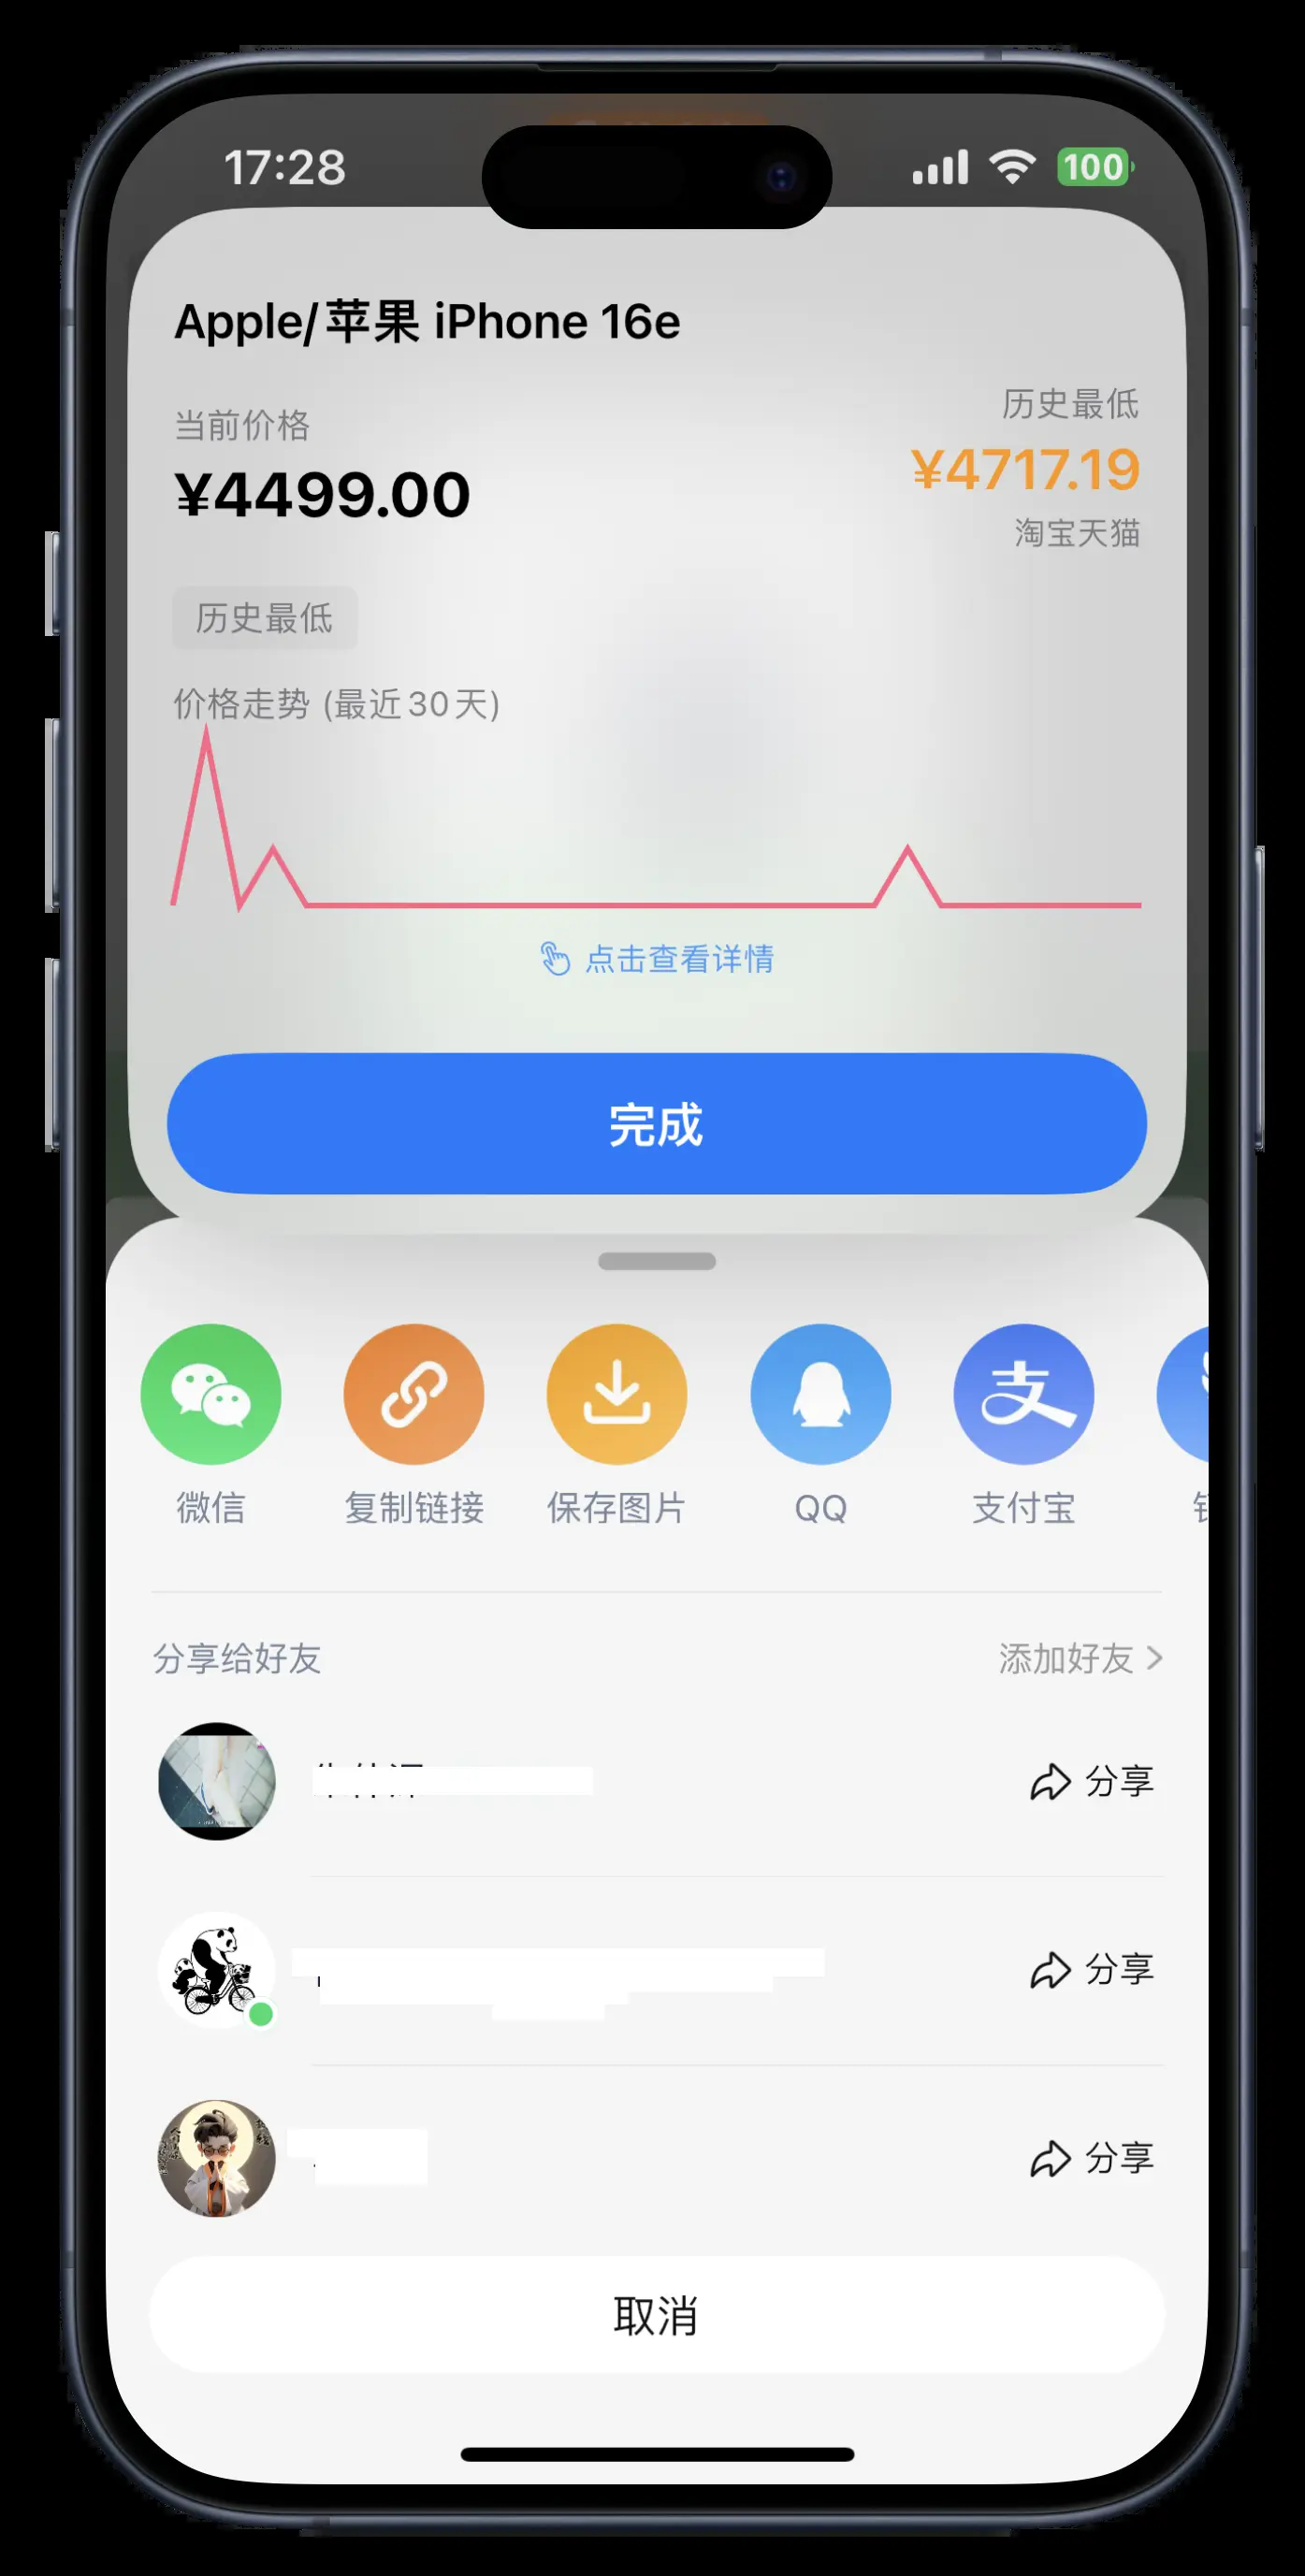 17:28
100
Apple/苹果 iPhone 16e
当前价格
¥4499.00
历史最低
¥4717.19
淘宝天猫
历史最低
价格走势 (最近30天)
点击查看详情
完成
微信
复制链接
保存图片
QQ
支付宝
分享给好友
添加好友 >
分享
分享
分享
取消